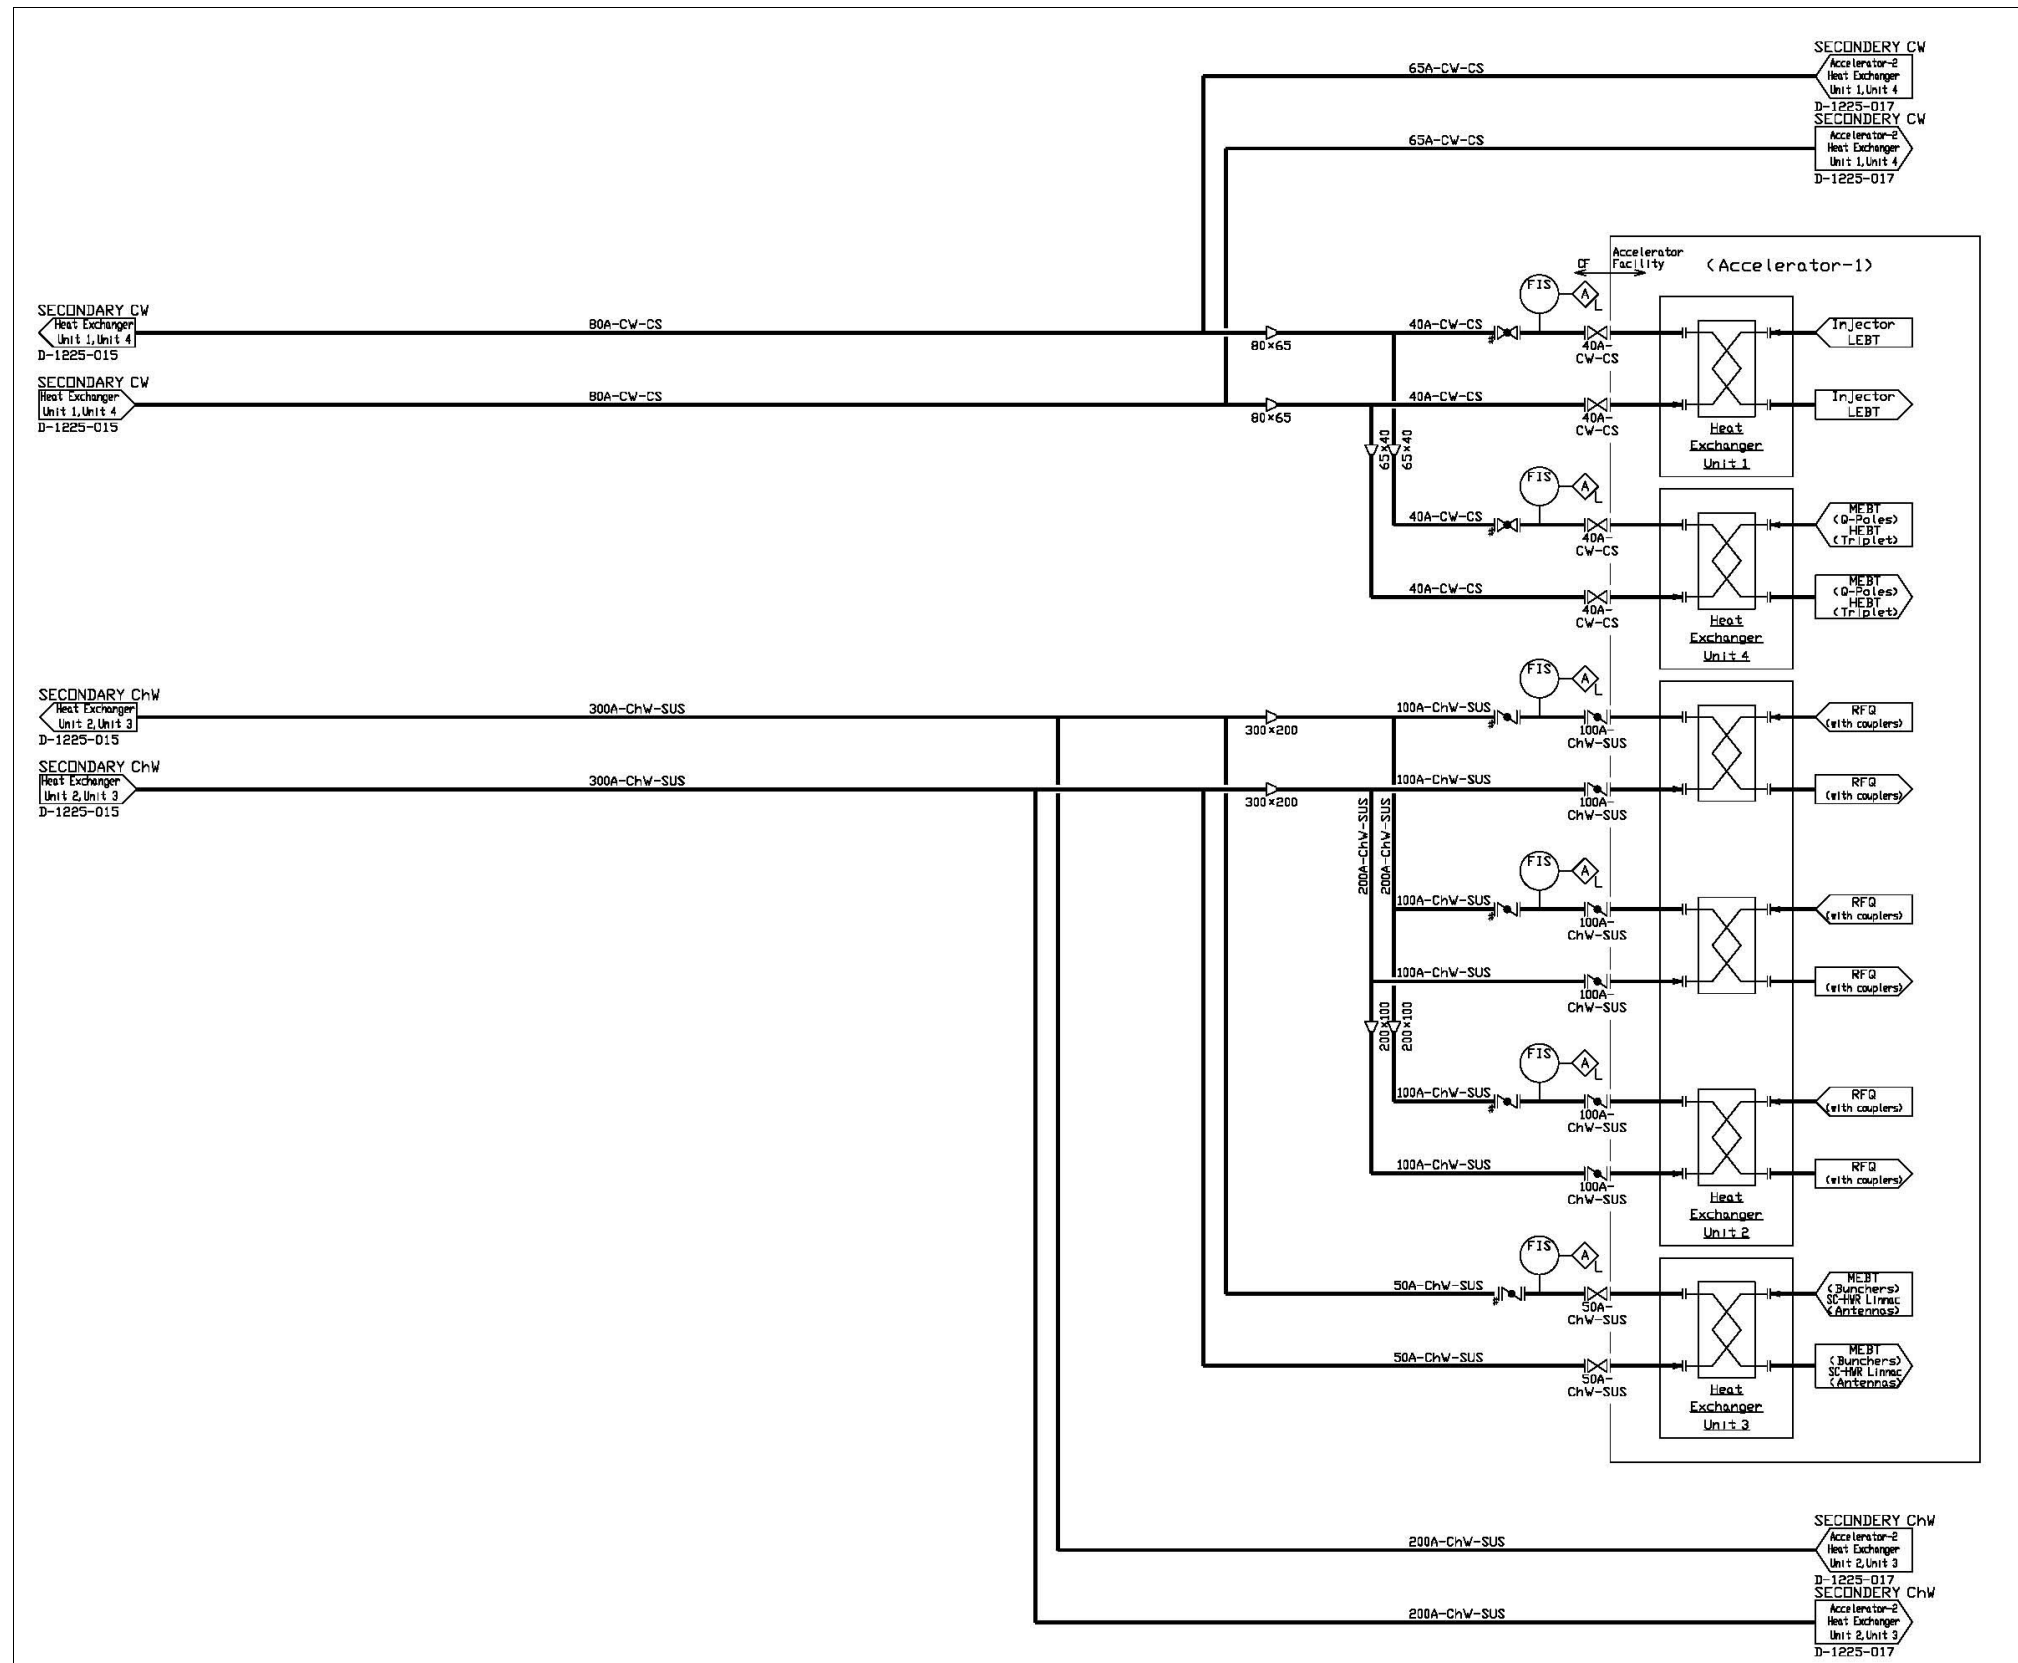 SECONDERY CW
65A-CW-CS
Accelerator-2
Heat Exchanger
Unit 1,Unit 4
D-1225-017
SECONDERY CW
65A-CW-CS
Accelerator-2
Heat Exchanger
Unit 1,Unit 4
D-1225-017
Accelerator
CF Facility
(Accelerator-1)
SECONDARY CW
Heat Exchanger
Unit 1,Unit 4
D-1225-015
80A-CW-CS
80×65
40A-CW-CS
FIS
A
L
40A-
CW-CS
Injector
LEBT
SECONDARY CW
Heat Exchanger
Unit 1,Unit 4
D-1225-015
80A-CW-CS
80×65
40A-CW-CS
40A-
CW-CS
Injector
LEBT
Heat
Exchanger
Unit 1
65×40
65×40
FIS
A
L
40A-CW-CS
40A-
CW-CS
MEBT
(Q-Poles)
HEBT
(Triplet)
40A-CW-CS
40A-
CW-CS
MEBT
(Q-Poles)
HEBT
(Triplet)
Heat
Exchanger
Unit 4
SECONDARY ChW
Heat Exchanger
Unit 2,Unit 3
D-1225-015
300A-ChW-SUS
300×200
100A-ChW-SUS
FIS
A
L
100A-
ChW-SUS
RFQ
(with couplers)
SECONDARY ChW
Heat Exchanger
Unit 2,Unit 3
D-1225-015
300A-ChW-SUS
300×200
100A-ChW-SUS
100A-
ChW-SUS
RFQ
(with couplers)
200A-ChW-SUS
200A-ChW-SUS
FIS
A
L
100A-ChW-SUS
100A-
ChW-SUS
RFQ
(with couplers)
100A-ChW-SUS
100A-
ChW-SUS
RFQ
(with couplers)
200×100
200×100
FIS
A
L
100A-ChW-SUS
100A-
ChW-SUS
RFQ
(with couplers)
100A-ChW-SUS
100A-
ChW-SUS
RFQ
(with couplers)
Heat
Exchanger
Unit 2
FIS
A
L
50A-ChW-SUS
50A-
ChW-SUS
MEBT
(Bunchers)
SC-HWR Linnac
(Antennas)
50A-ChW-SUS
50A-
ChW-SUS
MEBT
(Bunchers)
SC-HWR Linnac
(Antennas)
Heat
Exchanger
Unit 3
SECONDERY ChW
200A-ChW-SUS
Accelerator-2
Heat Exchanger
Unit 2,Unit 3
D-1225-017
SECONDERY ChW
200A-ChW-SUS
Accelerator-2
Heat Exchanger
Unit 2,Unit 3
D-1225-017